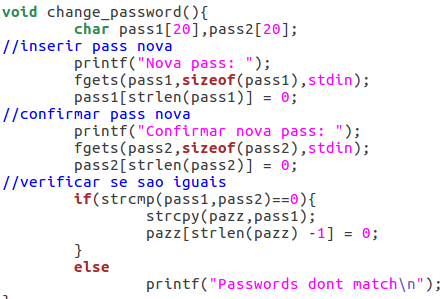 void change_password(){
        char pass1[20],pass2[20];
//inserir pass nova
        printf("Nova pass: ");
        fgets(pass1,sizeof(pass1),stdin);
        pass1[strlen(pass1)] = 0;
//confirmar pass nova
        printf("Confirmar nova pass: ");
        fgets(pass2,sizeof(pass2),stdin);
        pass2[strlen(pass2)] = 0;
//verificar se sao iguais
        if(strcmp(pass1,pass2)==0){
                strcpy(pazz,pass1);
                pazz[strlen(pazz) -1] = 0;
        }
        else
                printf("Passwords dont match\n");